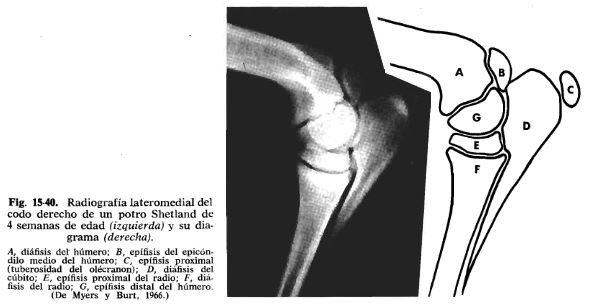 Fig. 15-40. Radiografía lateromedial del
codo derecho de un potro Shetland de
4 semanas de edad (izquierda) y su dia-
grama (derecha).
A, diáfisis del húmero; B, epífisis del epicón-
dilo medio del húmero; C, epífisis proximal
(tuberosidad del olécranon); D, diáfisis del
cúbito; E, epífisis proximal del radio; F, diá-
fisis del radio; G, epífisis distal del húmero.
(De Myers y Burt, 1966.)
A
B
C
G
D
E
F